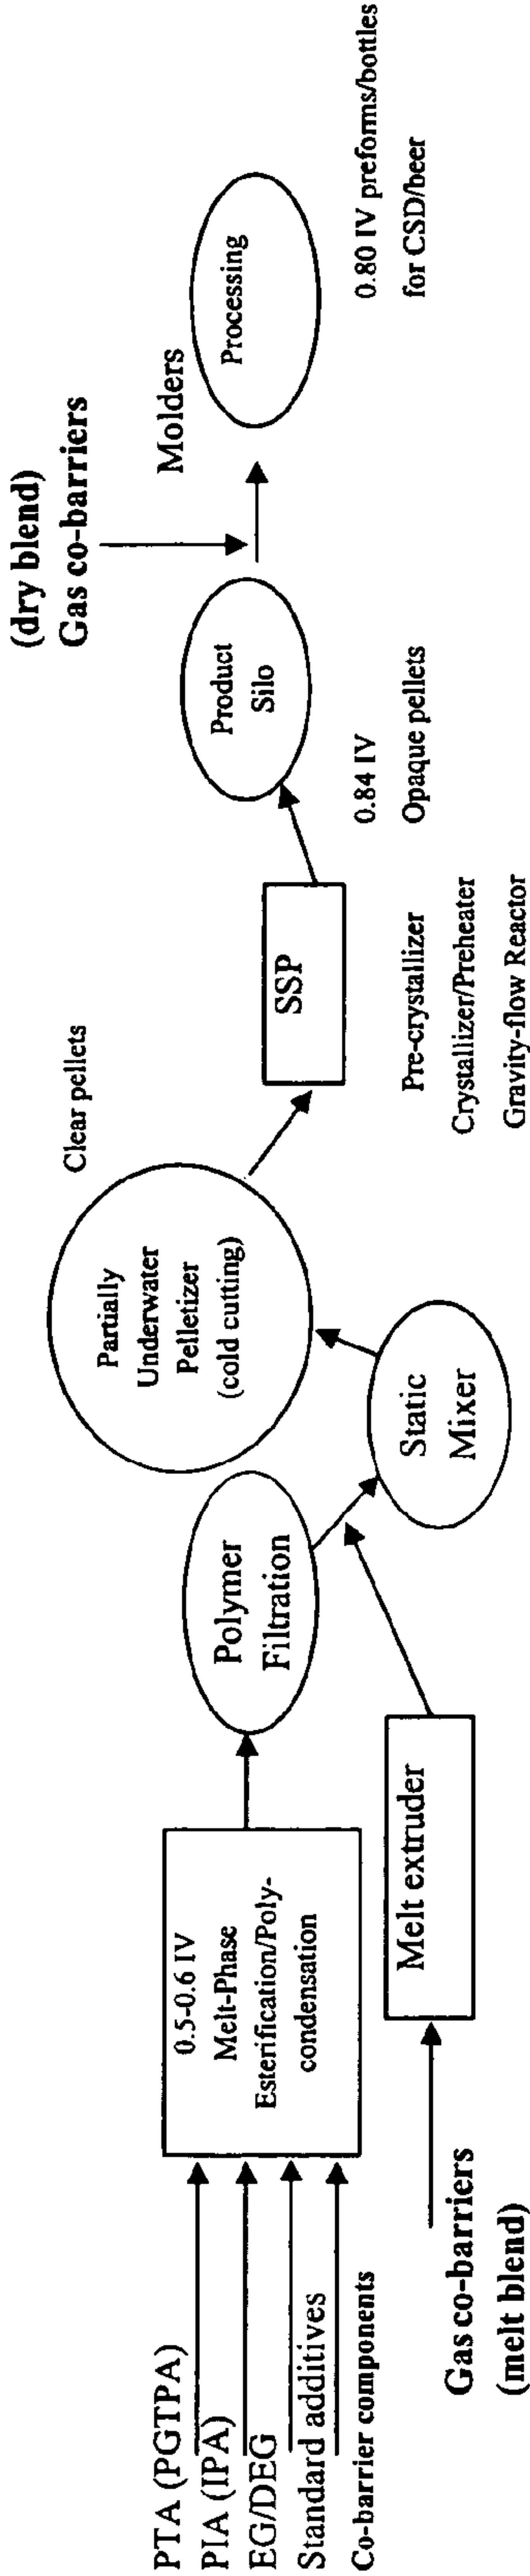 PTA (PGTPA)
PIA (IPA)
EG/DEG
Standard additives
Co-barrier components
0.5-0.6 IV
Melt-Phase
Esterification/Poly-
condensation
Gas co-barriers
(melt blend)
Melt extruder
Polymer
Filtration
Static
Mixer
Partially
Underwater
Pelletizer
(cold cutting)
Clear pellets
SSP
Pre-crystallizer
Crystallizer/Preheater
Gravity-flow Reactor
Product
Silo
0.84 IV
Opaque pellets
(dry blend)
Gas co-barriers
Molders
Processing
0.80 IV preforms/bottles
for CSD/beer